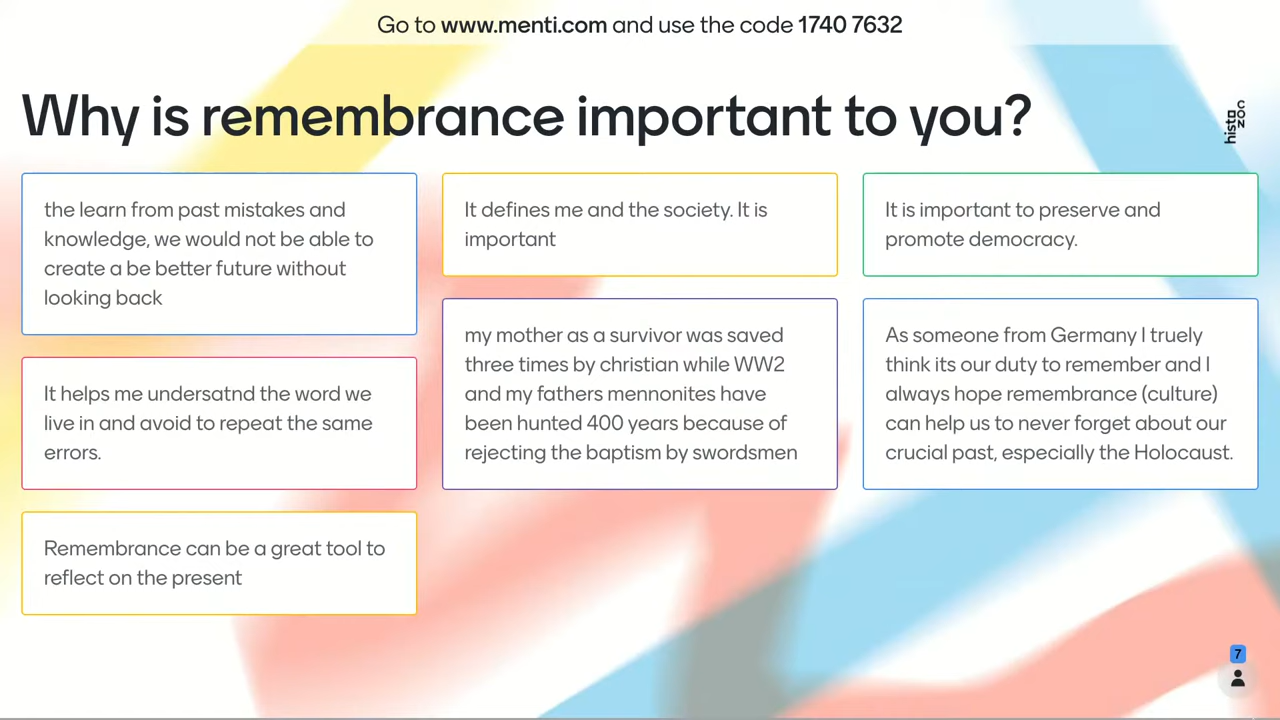 Go to www.menti.com and use the code 1740 7632
Why is remembrance important to you?
histo
zoon
the learn from past mistakes and
knowledge, we would not be able to
create a be better future without
looking back
It helps me undersatnd the word we
live in and avoid to repeat the same
errors.
Remembrance can be a great tool to
reflect on the present
It defines me and the society. It is
important
my mother as a survivor was saved
three times by christian while WW2
and my fathers mennonites have
been hunted 400 years because of
rejecting the baptism by swordsmen
It is important to preserve and
promote democracy.
As someone from Germany I truely
think its our duty to remember and I
always hope remembrance (culture)
can help us to never forget about our
crucial past, especially the Holocaust.
7